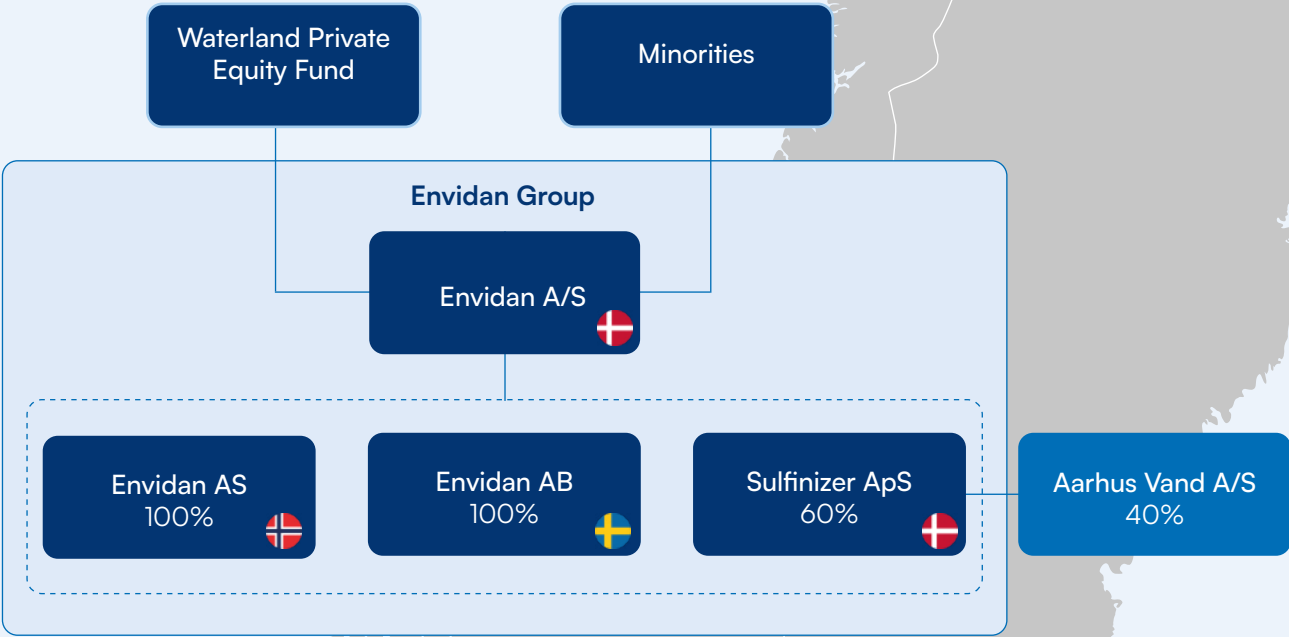 Waterland Private
Equity Fund
Minorities
Envidan Group
Envidan A/S
Envidan AS
100%
Envidan AB
100%
Sulfinizer ApS
60%
Aarhus Vand A/S
40%